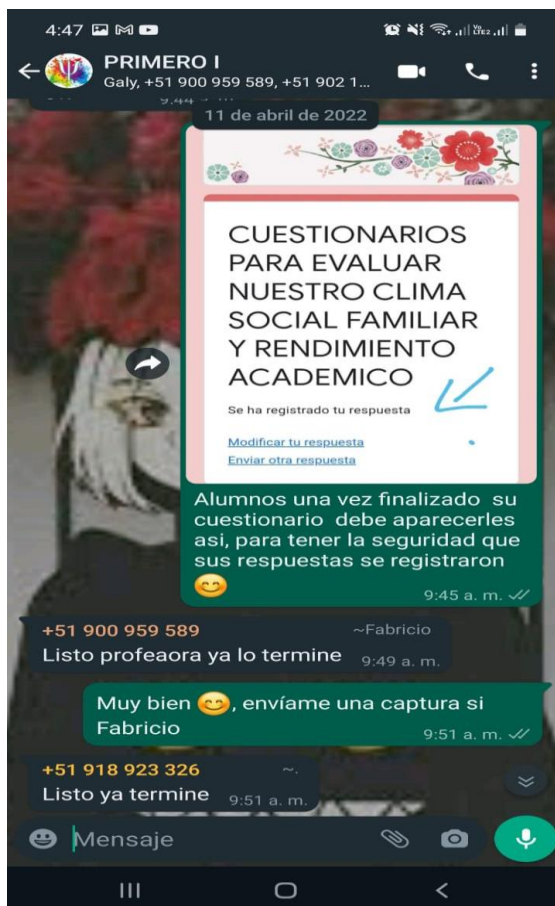 4:47
PRIMERO I
Galy, +51 900 959 589, +51 902 1...
11 de abril de 2022
CUESTIONARIOS
PARA EVALUAR
NUESTRO CLIMA
SOCIAL FAMILIAR
Y RENDIMIENTO
ACADEMICO
Se ha registrado tu respuesta
Modificar tu respuesta
Enviar otra respuesta
Alumnos una vez finalizado su
cuestionario debe aparecerles
asi, para tener la seguridad que
sus respuestas se registraron
😊
9:45 a. m.
+51 900 959 589 ~Fabricio
Listo profeaora ya lo termine 9:49 a. m.
Muy bien 😊, envíame una captura si
Fabricio 9:51 a. m.
+51 918 923 326 ~.
Listo ya termine 9:51 a. m.
Mensaje